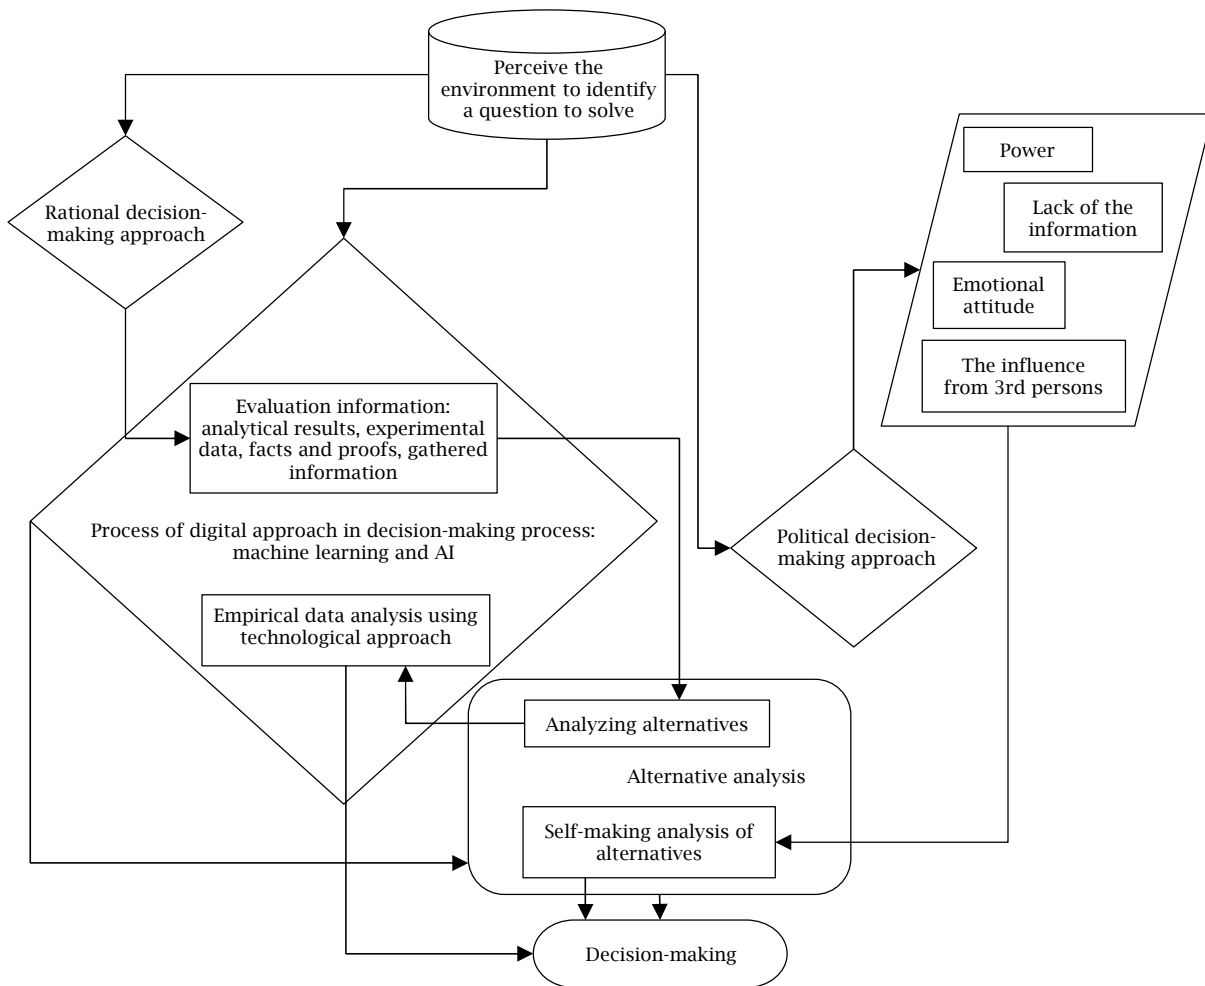 Perceive the
environment to identify
a question to solve
Power
Rational decision-
making approach
Lack of the
information
Emotional
attitude
The influence
from 3rd persons
Evaluation information:
analytical results, experimental
data, facts and proofs, gathered
information
Process of digital approach in decision-making process:
machine learning and AI
Political decision-
making approach
Empirical data analysis using
technological approach
Analyzing alternatives
Alternative analysis
Self-making analysis of
alternatives
Decision-making